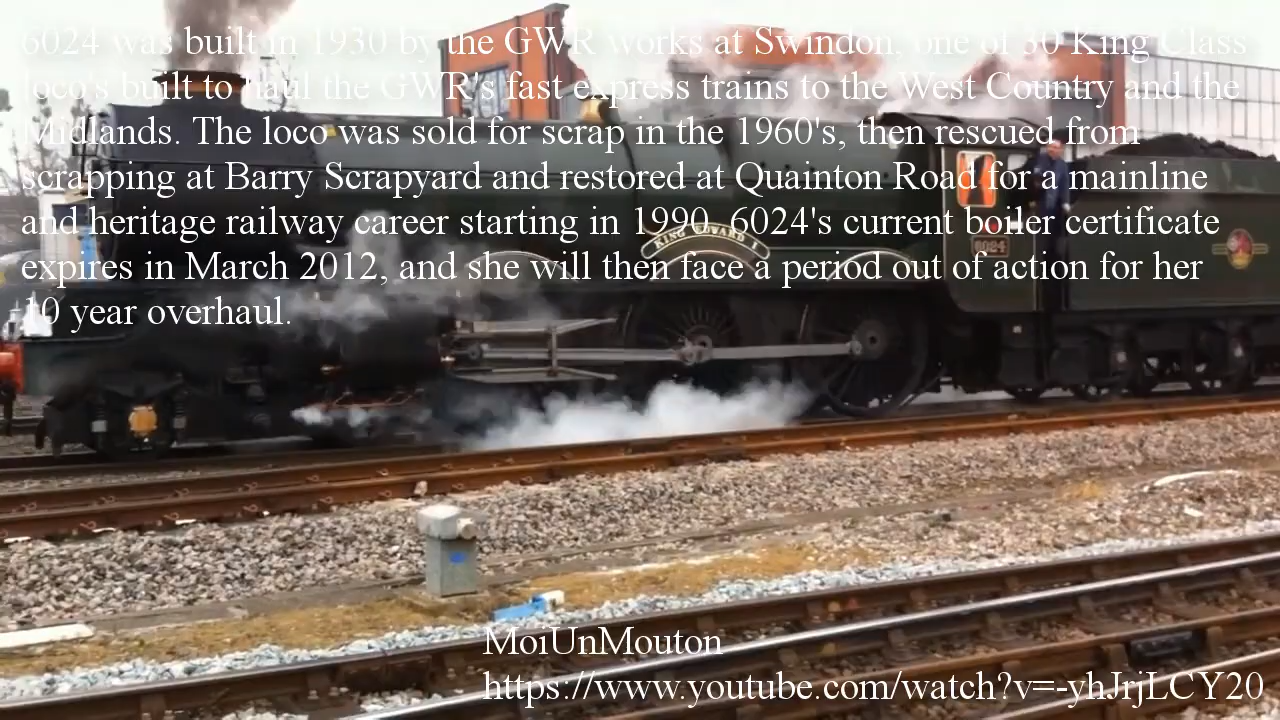 6024 was built in 1930 by the GWR works at Swindon, one of 30 King Class
loco's built to haul the GWR's fast express trains to the West Country and the
Midlands. The loco was sold for scrap in the 1960's, then rescued from
scrapping at Barry Scrapyard and restored at Quainton Road for a mainline
and heritage railway career starting in 1990. 6024's current boiler certificate
expires in March 2012, and she will then face a period out of action for her
10 year overhaul.
KING EDWARD I
6024
MoiUnMouton
https://www.youtube.com/watch?v=-yhJrjLCY20